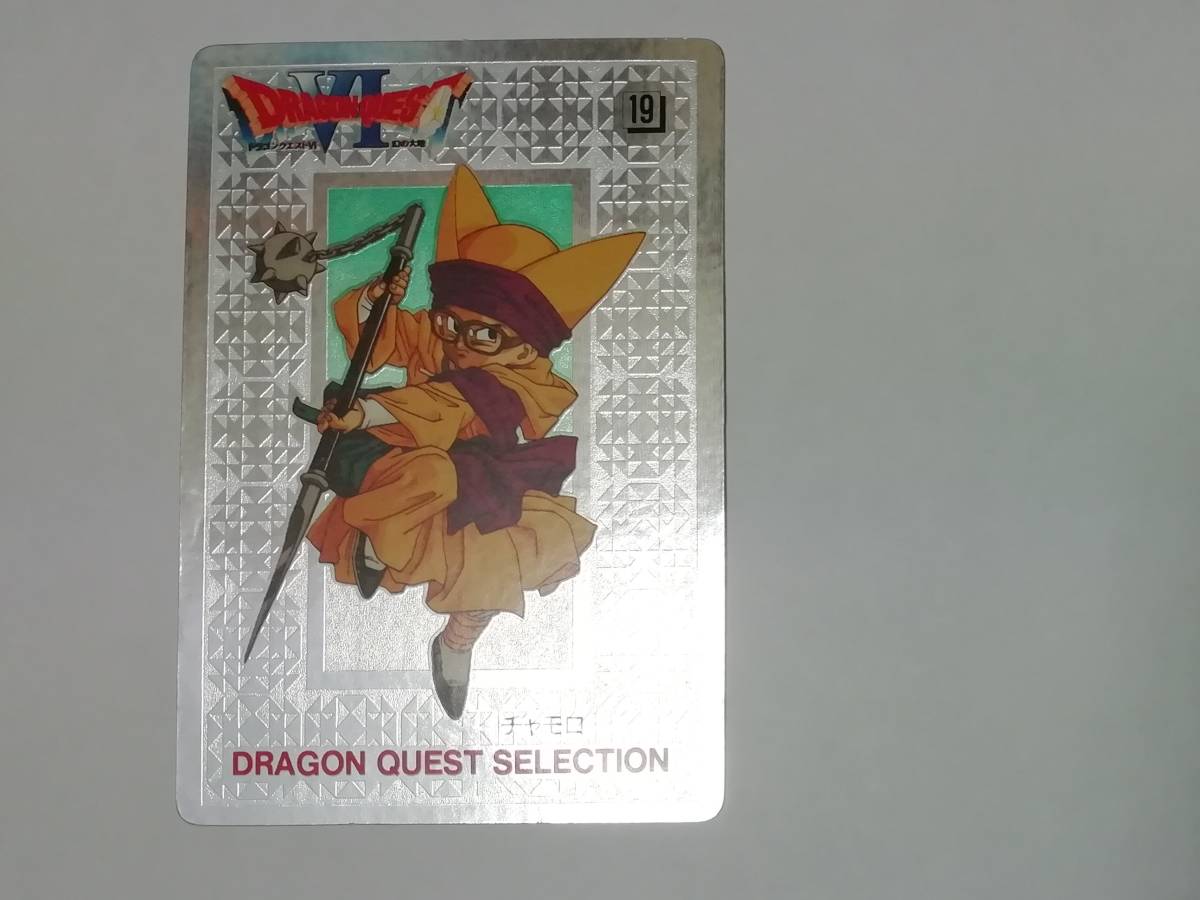 VI
DRAGON QUEST
ドラゴンクエストVI 幻の大地
19
チャモロ
DRAGON QUEST SELECTION